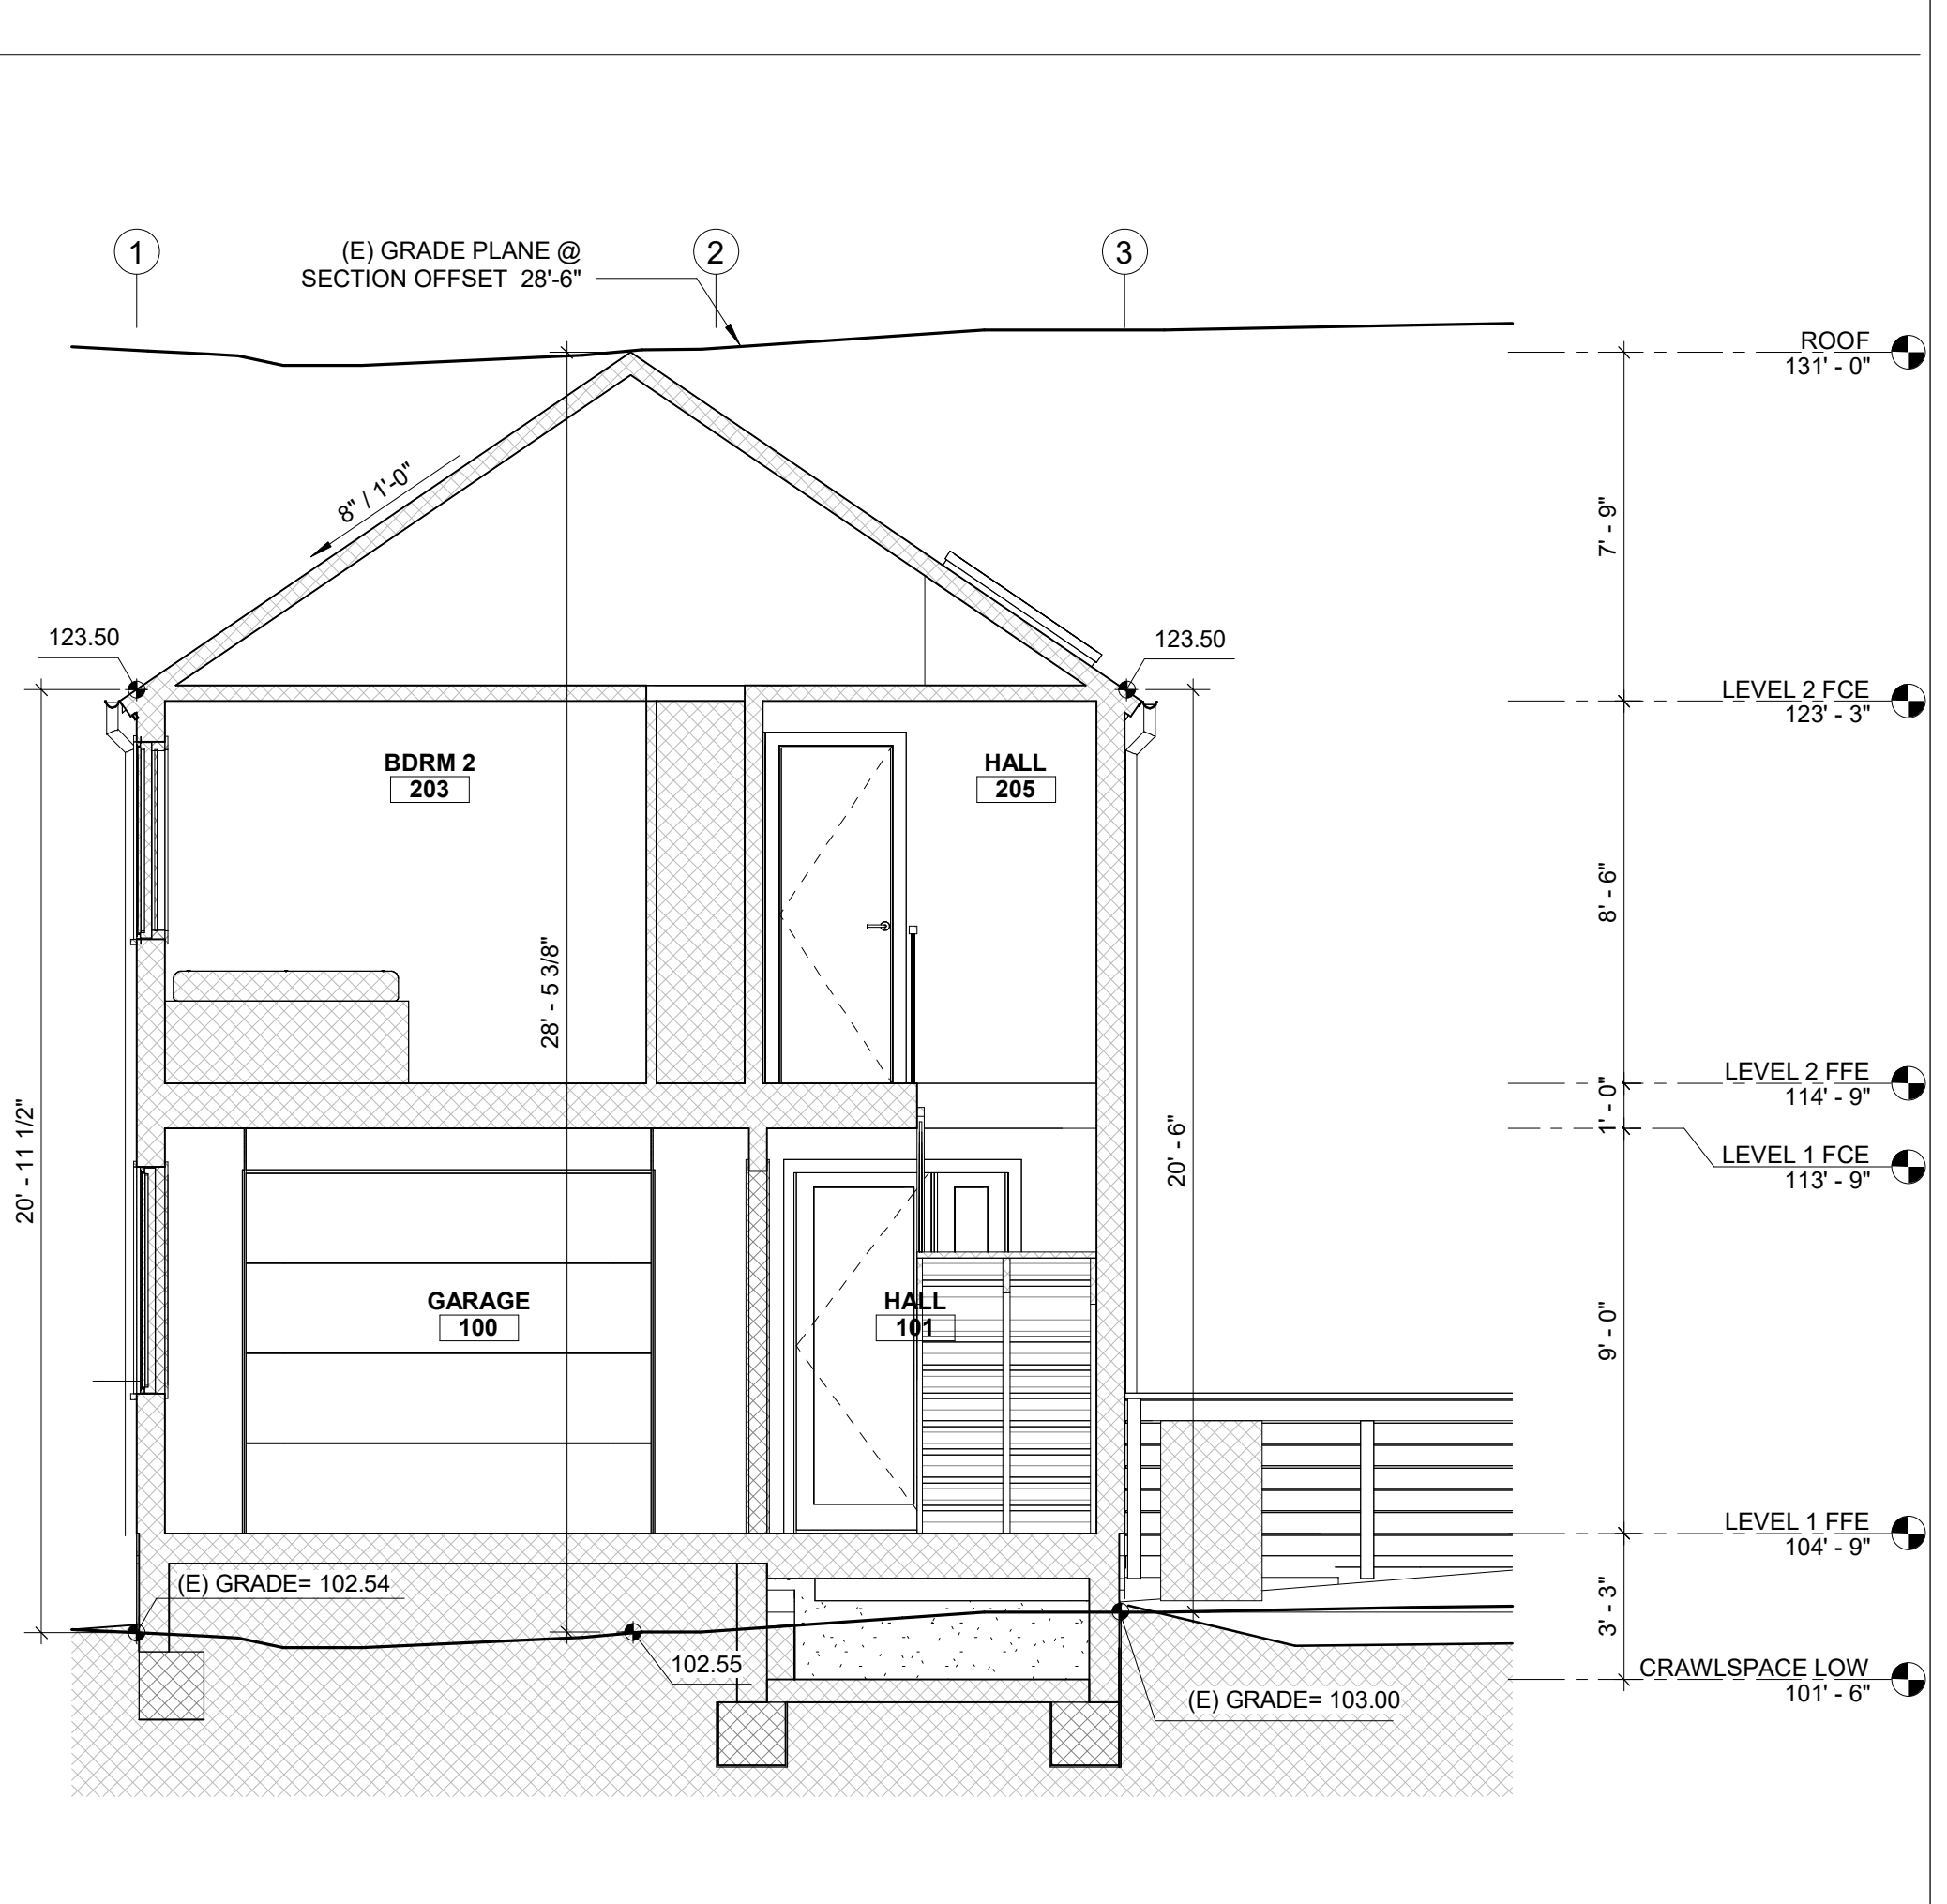 1
(E) GRADE PLANE @
SECTION OFFSET 28'-6"
2
3
ROOF
131' - 0"
8" / 1'-0"
7' - 9"
123.50
123.50
LEVEL 2 FCE
123' - 3"
BDRM 2
203
HALL
205
8' - 6"
28' - 5 3/8"
LEVEL 2 FFE
114' - 9"
1' - 0"
20' - 11 1/2"
20' - 6"
LEVEL 1 FCE
113' - 9"
GARAGE
100
HALL
101
9' - 0"
LEVEL 1 FFE
104' - 9"
(E) GRADE= 102.54
3' - 3"
102.55
(E) GRADE= 103.00
CRAWLSPACE LOW
101' - 6"